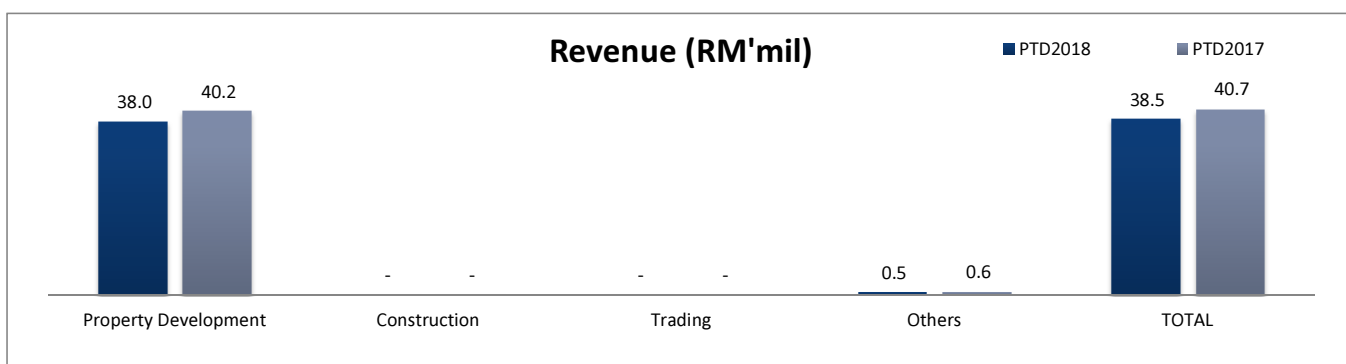 Revenue (RM'mil)
PTD2018 PTD2017
38.0 40.2 - - - - 0.5 0.6 38.5 40.7
Property Development Construction Trading Others TOTAL